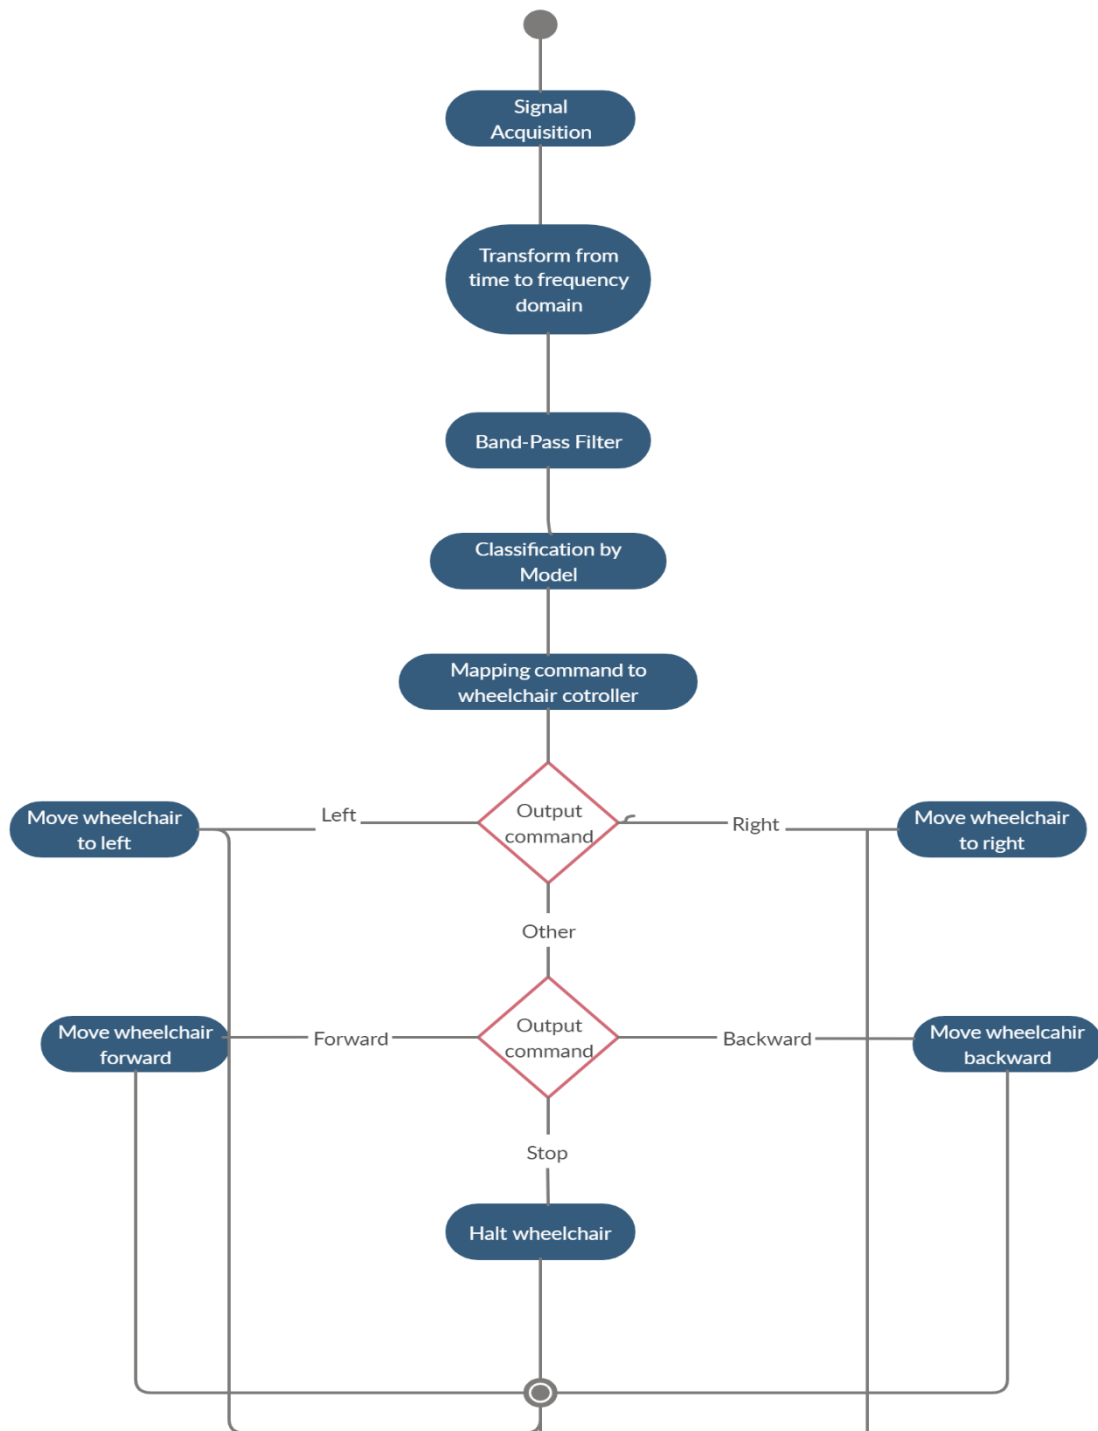 Signal
Acquisition
Transform from
time to frequency
domain
Band-Pass Filter
Classification by
Model
Mapping command to
wheelchair cotroller
Move wheelchair
to left
Left
Output
command
Right
Move wheelchair
to right
Other
Move wheelchair
forward
Forward
Output
command
Backward
Move wheelcahir
backward
Stop
Halt wheelchair